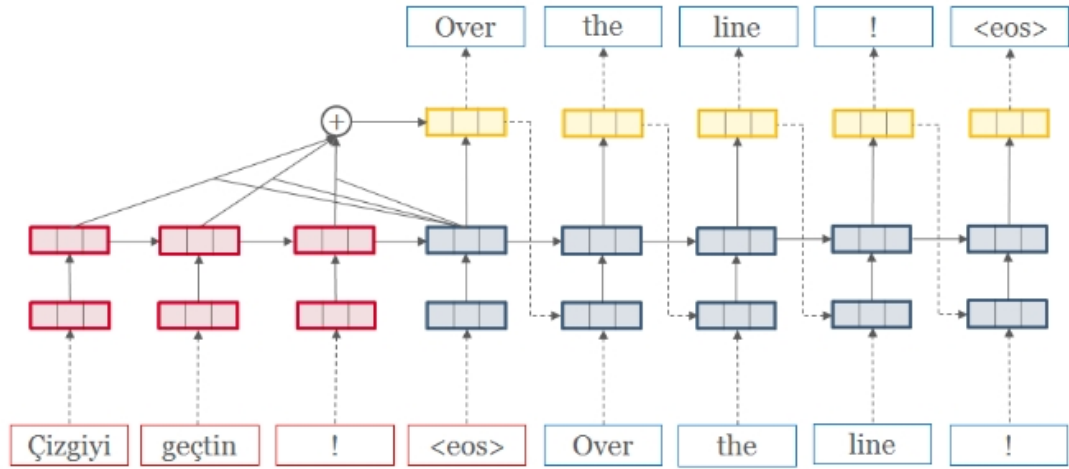 Over the line ! <eos>
+
Çizgiyi geçtin ! <eos> Over the line !